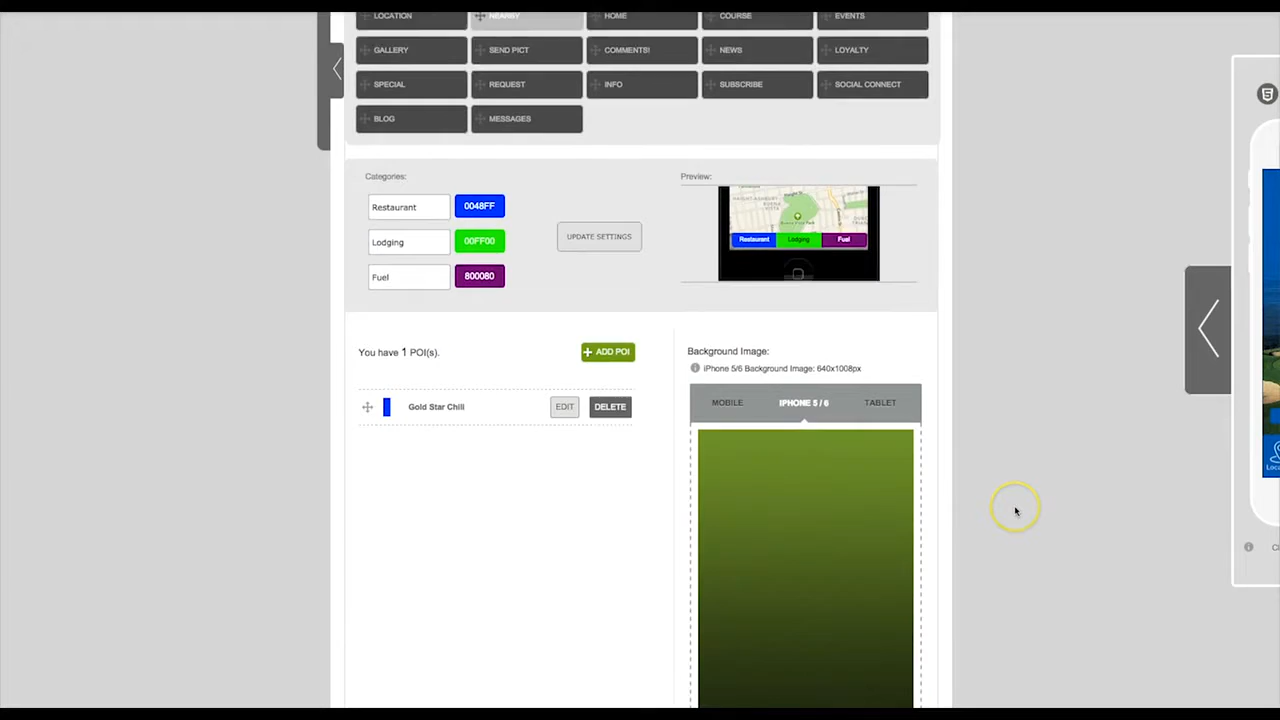 LOCATION NEARBY HOME COURSE EVENTS
GALLERY SEND PICT COMMENTS! NEWS LOYALTY
SPECIAL REQUEST INFO SUBSCRIBE SOCIAL CONNECT
BLOG MESSAGES
Categories:
Restaurant 0048FF
Lodging 00FF00
Fuel 800080
UPDATE SETTINGS
Preview:
Restaurant Lodging Fuel
You have 1 POI(s).
+ ADD POI
Gold Star Chili EDIT DELETE
Background Image:
iPhone 5/6 Background Image: 640x1008px
MOBILE IPHONE 5 / 6 TABLET